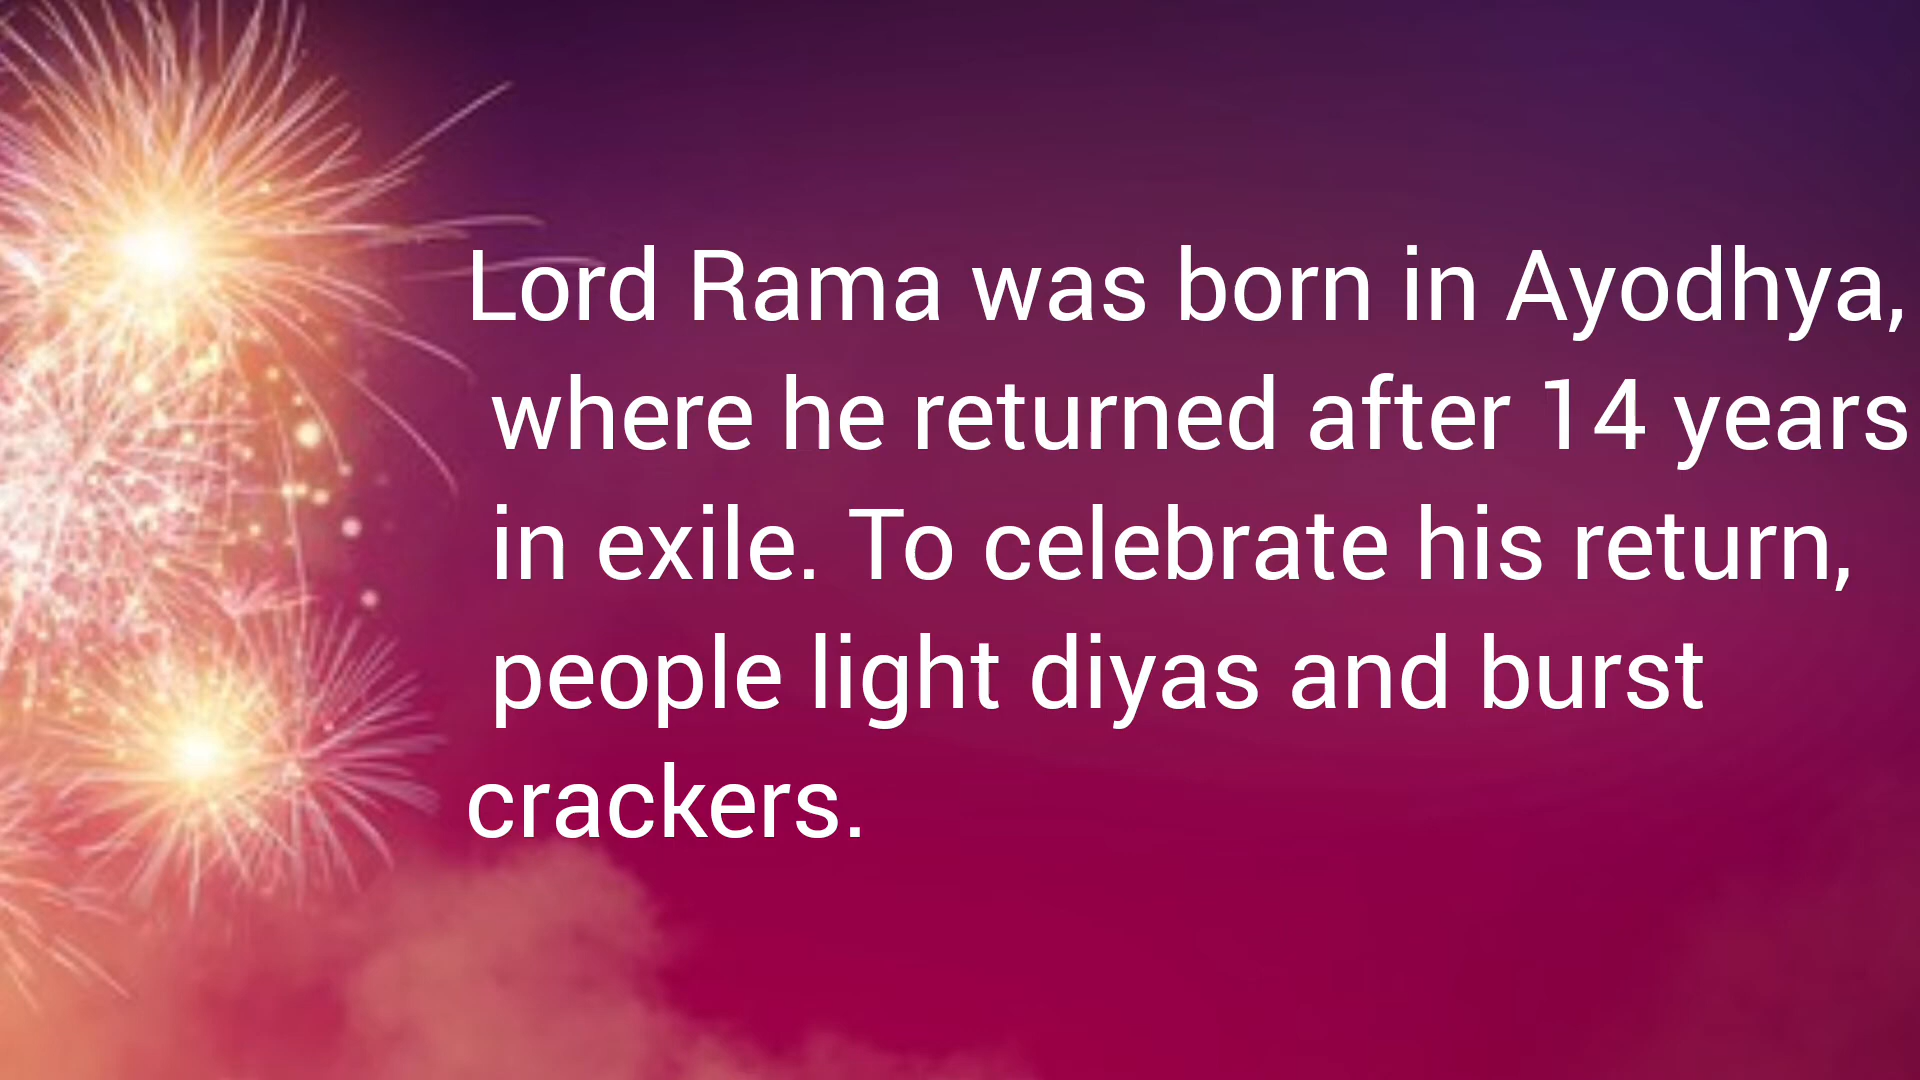 Lord Rama was born in Ayodhya,
where he returned after 14 years
in exile. To celebrate his return,
people light diyas and burst
crackers.